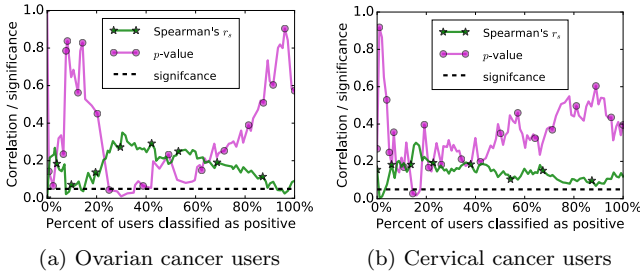 Correlation / significance
1.0
0.8
0.6
0.4
0.2
0.0
Spearman's r_s
p-value
signifcance
0% 20% 40% 60% 80% 100%
Percent of users classified as positive
(a) Ovarian cancer users
Correlation / significance
1.0
0.8
0.6
0.4
0.2
0.0
Spearman's r_s
p-value
signifcance
0% 20% 40% 60% 80% 100%
Percent of users classified as positive
(b) Cervical cancer users